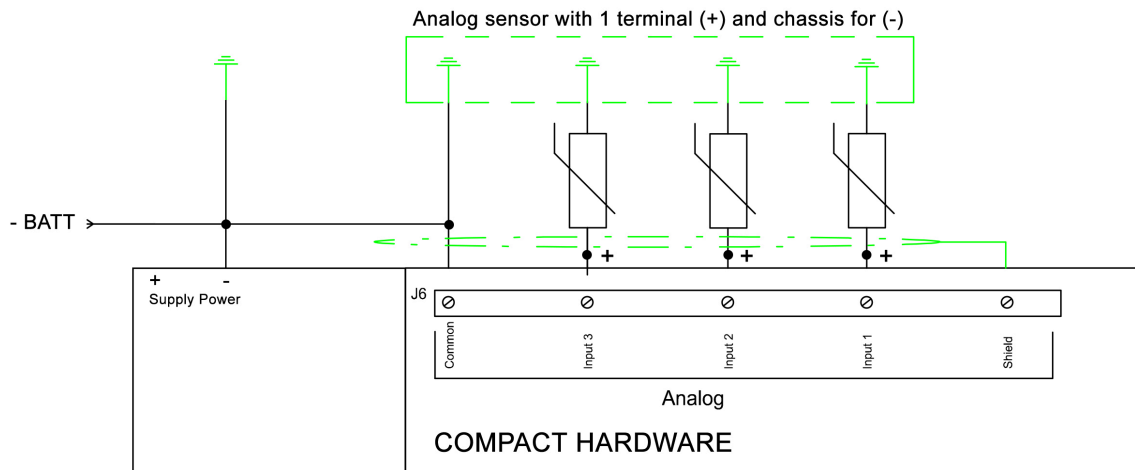 Analog sensor with 1 terminal (+) and chassis for (-)
- BATT
+ + +
+ -
Supply Power
J6
Common
Input 3
Input 2
Input 1
Shield
Analog
COMPACT HARDWARE